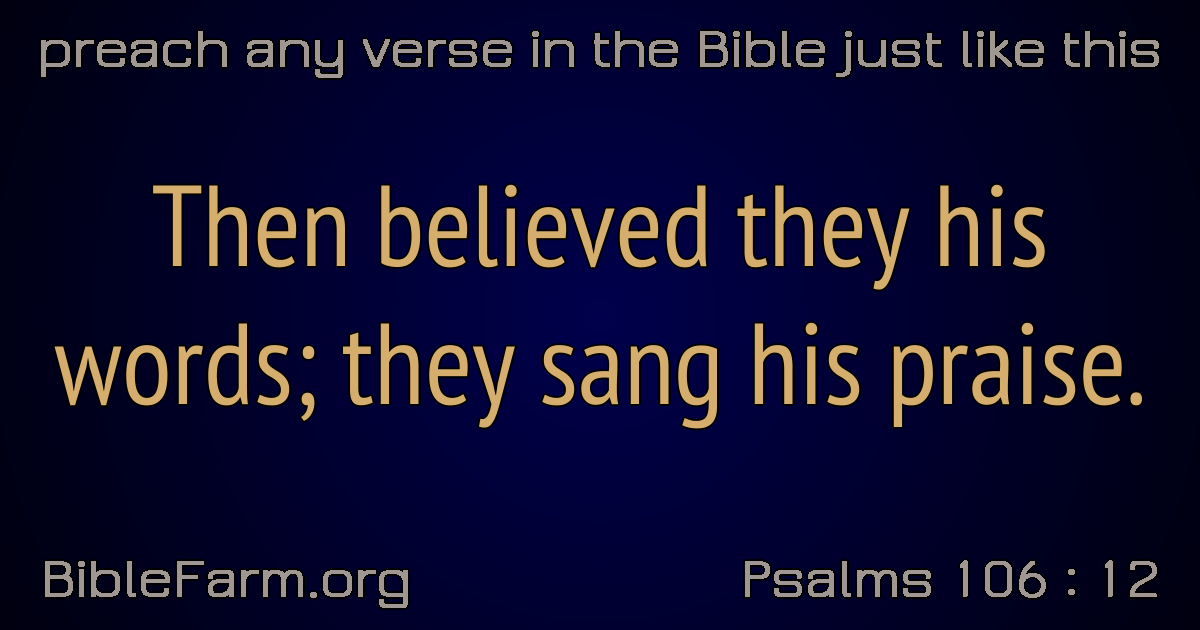 preach any verse in the Bible just like this
Then believed they his
words; they sang his praise.
BibleFarm.org
Psalms 106 : 12